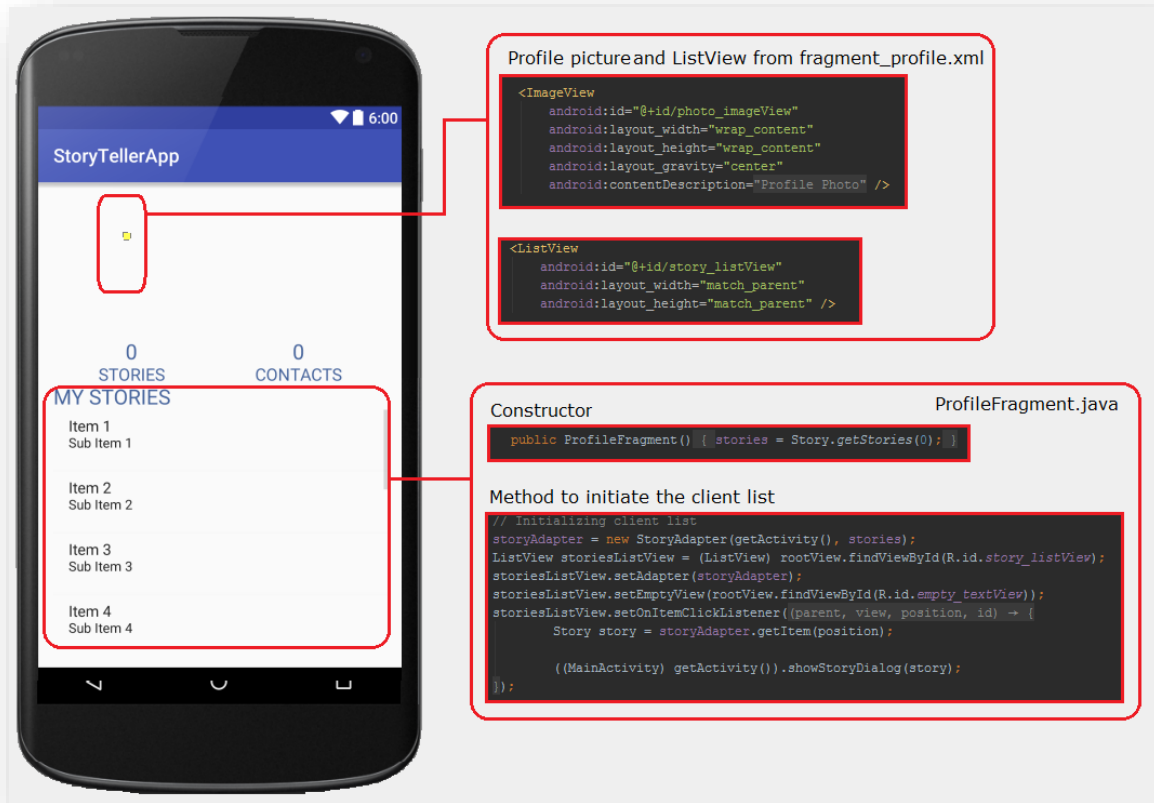 6:00
StoryTellerApp
0
STORIES
0
CONTACTS
MY STORIES
Item 1
Sub Item 1
Item 2
Sub Item 2
Item 3
Sub Item 3
Item 4
Sub Item 4
Profile picture and ListView from fragment_profile.xml
<ImageView
android:id="@+id/photo_imageView"
android:layout_width="wrap_content"
android:layout_height="wrap_content"
android:layout_gravity="center"
android:contentDescription="Profile Photo" />
<ListView
android:id="@+id/story_listView"
android:layout_width="match_parent"
android:layout_height="match_parent" />
ProfileFragment.java
Constructor
public ProfileFragment() { stories = Story.getStories(0); }
Method to initiate the client list
// Initializing client list
storyAdapter = new StoryAdapter(getActivity(), stories);
ListView storiesListView = (ListView) rootView.findViewById(R.id.story_listView);
storiesListView.setAdapter(storyAdapter);
storiesListView.setEmptyView(rootView.findViewById(R.id.empty_textView));
storiesListView.setOnItemClickListener((parent, view, position, id) → {
Story story = storyAdapter.getItem(position);
((MainActivity) getActivity()).showStoryDialog(story);
});